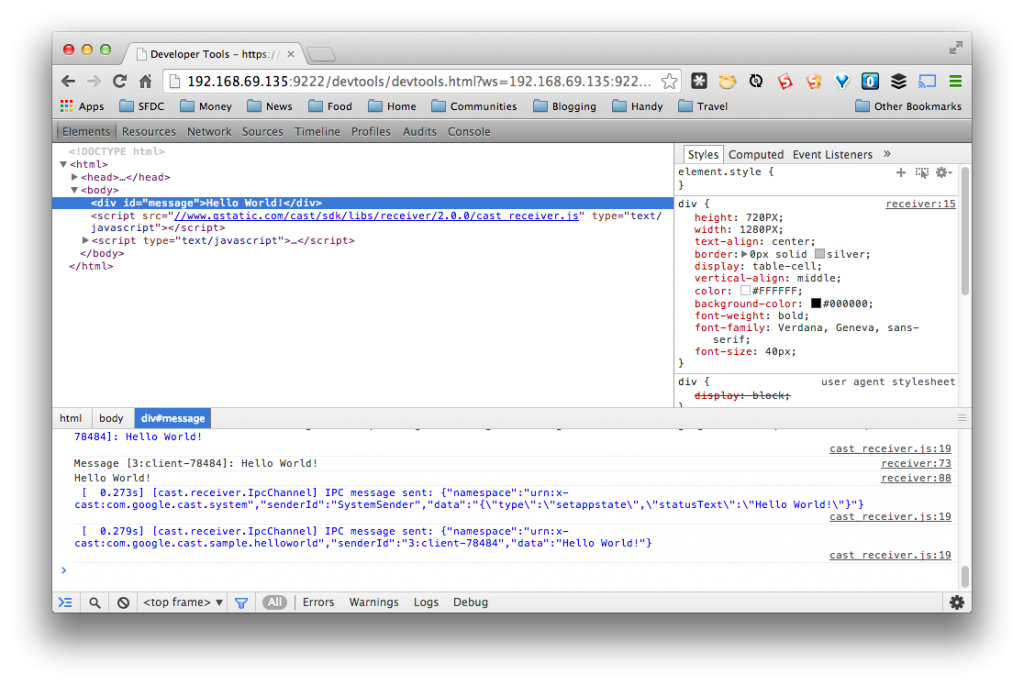 Developer Tools - https://
192.168.69.135:9222/devtools/devtools.html?ws=192.168.69.135:922...
Apps SFDC Money News Food Home Communities Blogging Handy Travel Other Bookmarks
Elements Resources Network Sources Timeline Profiles Audits Console
<!DOCTYPE html>
<html>
<head>…</head>
<body>
<div id="message">Hello World!</div>
<script src="//www.gstatic.com/cast/sdk/libs/receiver/2.0.0/cast_receiver.js" type="text/
javascript"></script>
<script type="text/javascript">…</script>
</body>
</html>
Styles Computed Event Listeners »
element.style {
}
div { receiver:15
height: 720PX;
width: 1280PX;
text-align: center;
border: 0px solid silver;
display: table-cell;
vertical-align: middle;
color: #FFFFFF;
background-color: #000000;
font-weight: bold;
font-family: Verdana, Geneva, sans-
serif;
font-size: 40px;
}
div { user agent stylesheet
display: block;
}
html body div#message
78484]: Hello World!
cast_receiver.js:19
Message [3:client-78484]: Hello World! receiver:73
Hello World! receiver:88
[ 0.273s] [cast.receiver.IpcChannel] IPC message sent: {"namespace":"urn:x-
cast:com.google.cast.system","senderId":"SystemSender","data":"{\"type\":\"setappstate\",\"statusText\":\"Hello World!\"}"}
cast_receiver.js:19
[ 0.279s] [cast.receiver.IpcChannel] IPC message sent: {"namespace":"urn:x-
cast:com.google.cast.sample.helloworld","senderId":"3:client-78484","data":"Hello World!"}
cast_receiver.js:19
>
<top frame> ▼ All Errors Warnings Logs Debug